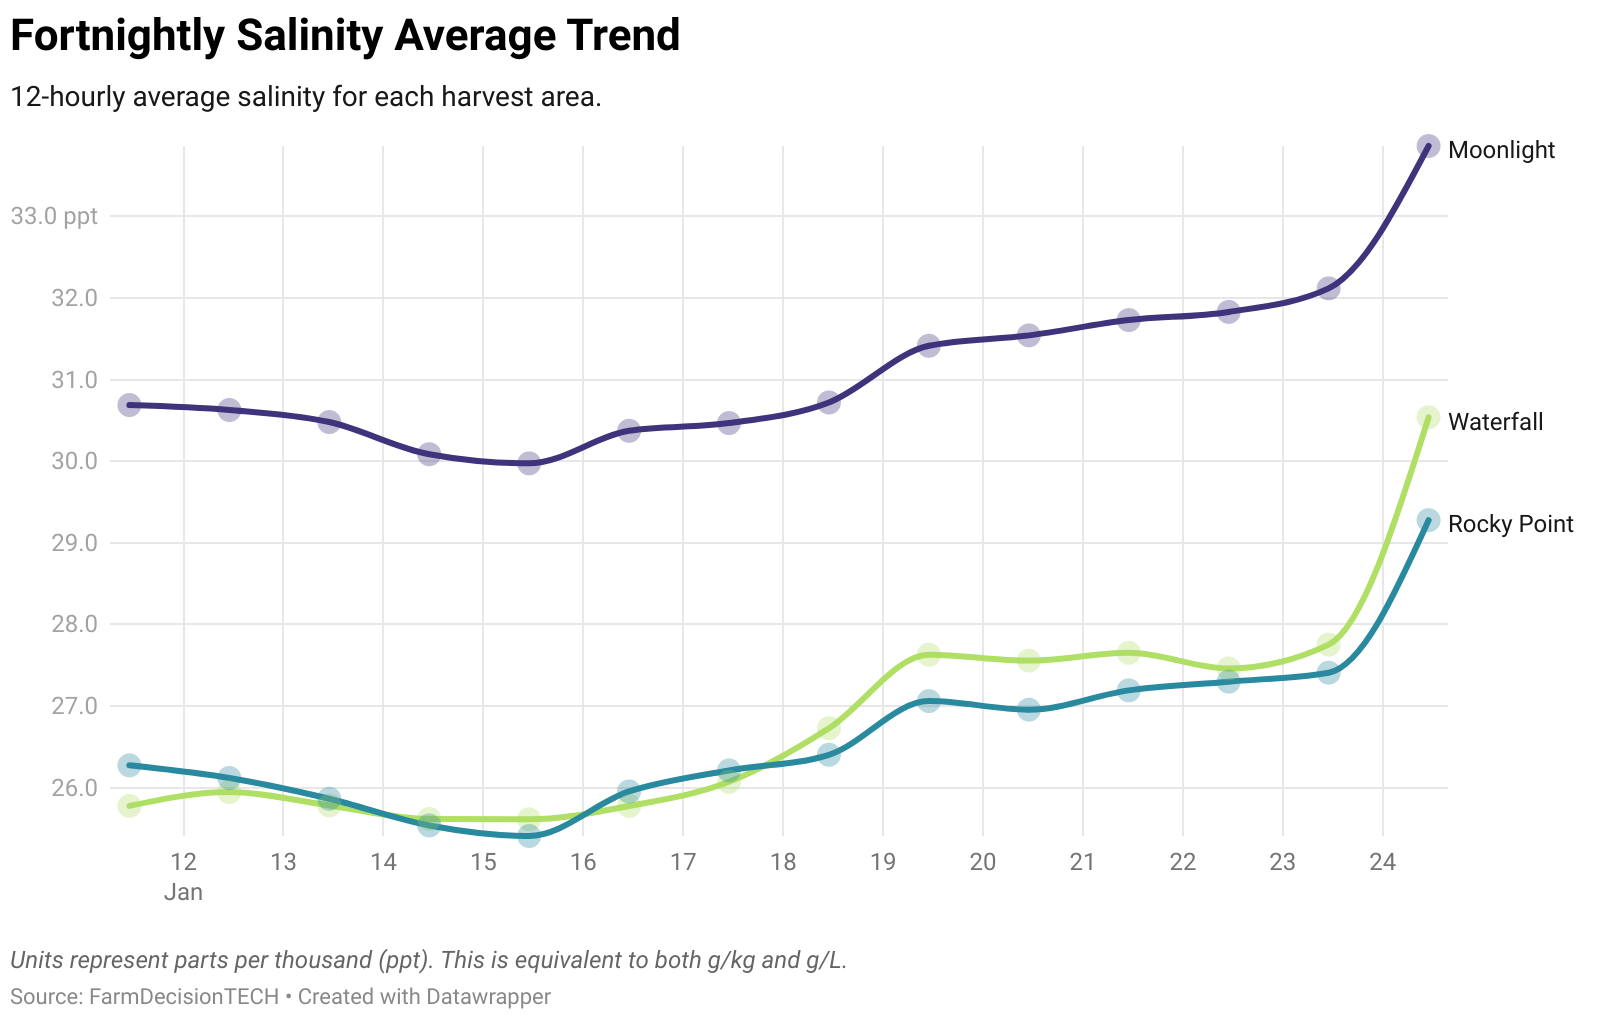 Fortnightly Salinity Average Trend
12-hourly average salinity for each harvest area.
Moonlight
33.0 ppt
32.0
31.0
Waterfall
30.0
Rocky Point
29.0
28.0
27.0
26.0
12 13 14 15 16 17 18 19 20 21 22 23 24
Jan
Units represent parts per thousand (ppt). This is equivalent to both g/kg and g/L.
Source: FarmDecisionTECH • Created with Datawrapper